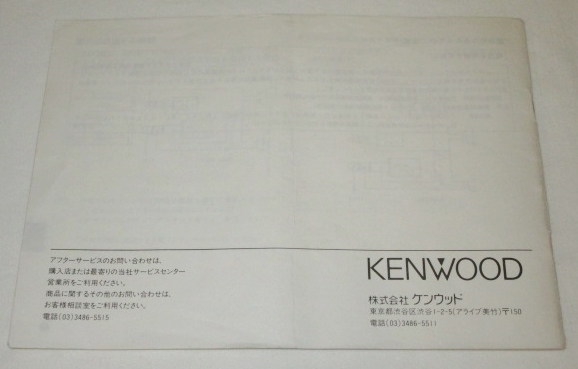 アフターサービスのお問い合わせは、
購入店または最寄りの当社サービスセンター
営業所をご利用ください。
商品に関するその他のお問い合わせは、
お客様相談室をご利用ください。
電話(03)3486-5515
KENWOOD
株式会社 ケンウッド
東京都渋谷区渋谷1-2-5(アライブ美竹)〒150
電話(03)3486-5511